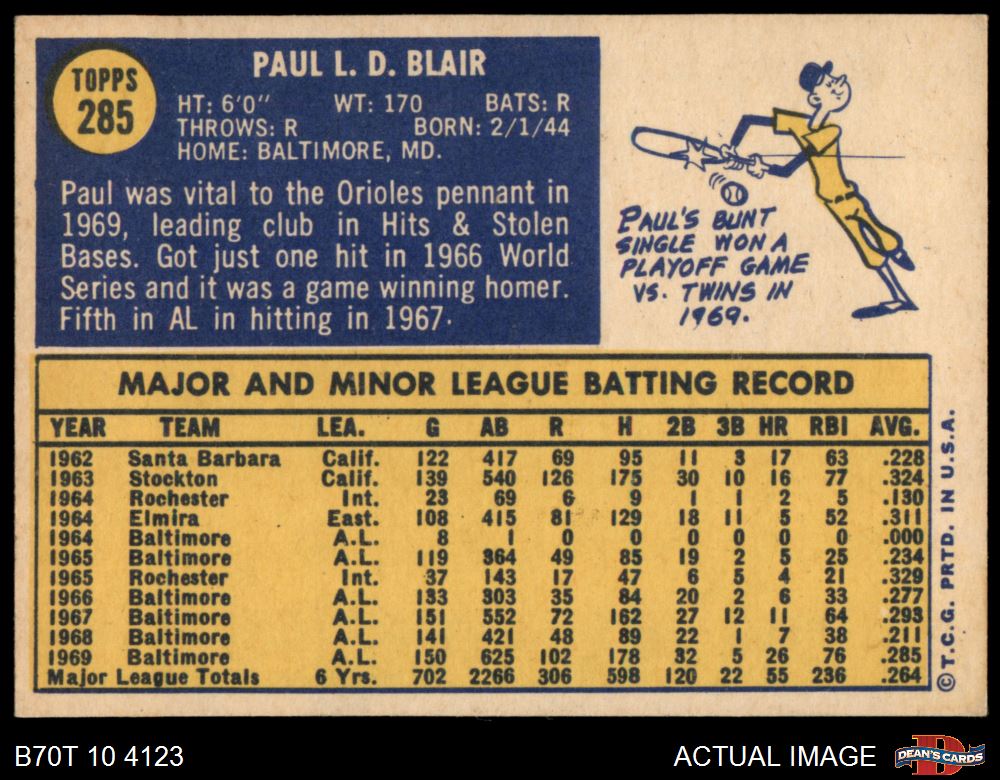 TOPPS
285
PAUL L. D. BLAIR
HT: 6'0" WT: 170 BATS: R
THROWS: R BORN: 2/1/44
HOME: BALTIMORE, MD.
Paul was vital to the Orioles pennant in
1969, leading club in Hits & Stolen
Bases. Got just one hit in 1966 World
Series and it was a game winning homer.
Fifth in AL in hitting in 1967.
PAUL'S BUNT
SINGLE WON A
PLAYOFF GAME
VS. TWINS IN
1969.
MAJOR AND MINOR LEAGUE BATTING RECORD
YEAR TEAM LEA. G AB R H 2B 3B HR RBI AVG.
1962 Santa Barbara Calif. 122 417 69 95 11 3 17 63 .228
1963 Stockton Calif. 139 540 126 175 30 10 16 77 .324
1964 Rochester Int. 23 69 6 9 1 1 2 5 .130
1964 Elmira East. 108 415 81 129 18 11 5 52 .311
1964 Baltimore A.L. 8 1 0 0 0 0 0 0 .000
1965 Baltimore A.L. 119 364 49 85 19 2 5 25 .234
1965 Rochester Int. 37 143 17 47 6 5 4 21 .329
1966 Baltimore A.L. 133 303 35 84 20 2 6 33 .277
1967 Baltimore A.L. 151 552 72 162 27 12 11 64 .293
1968 Baltimore A.L. 141 421 48 89 22 1 7 38 .211
1969 Baltimore A.L. 150 625 102 178 32 5 26 76 .285
Major League Totals 6 Yrs. 702 2266 306 598 120 22 55 236 .264
©T.C.G. PRTD. IN U.S.A.
B70T 10 4123
ACTUAL IMAGE
DEAN'S CARDS